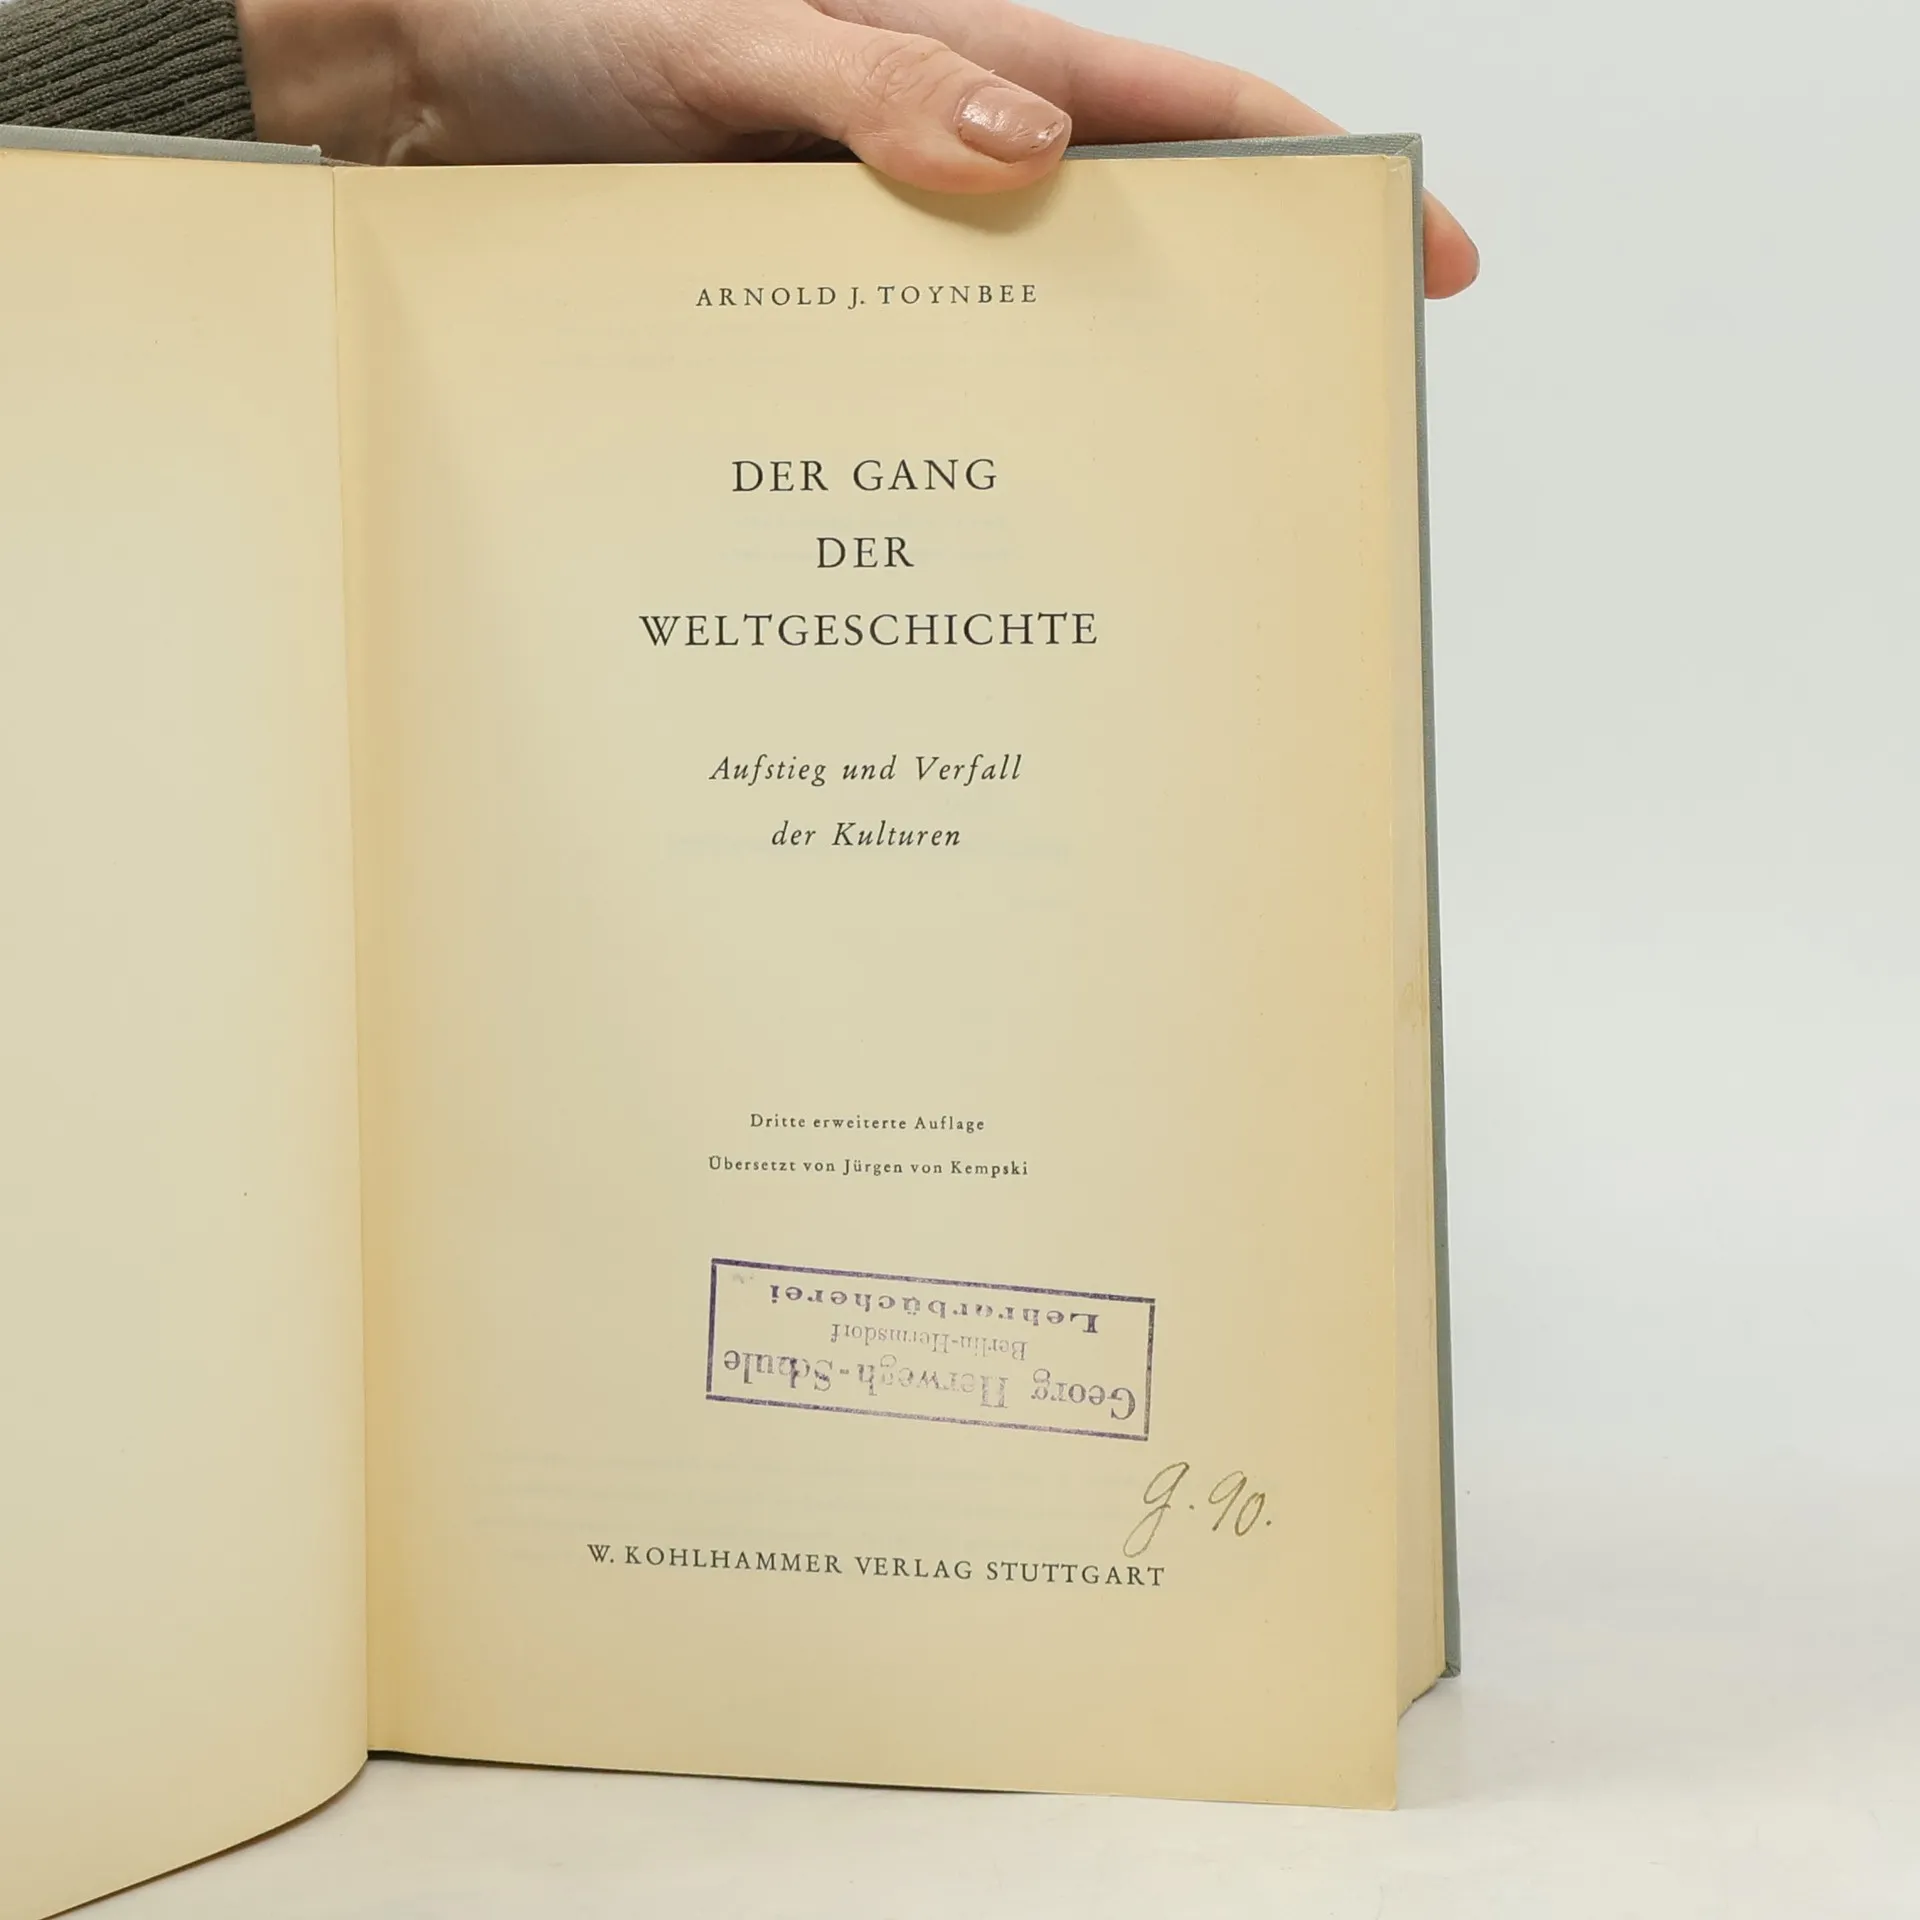 ARNOLD J. TOYNBEE
DER GANG
DER
WELTGESCHICHTE
Aufstieg und Verfall
der Kulturen
Dritte erweiterte Auflage
Übersetzt von Jürgen von Kempski
Georg Herwegh-Schule
Berlin-Hermsdorf
Lehrerbücherei
g. 90.
W. KOHLHAMMER VERLAG STUTTGART